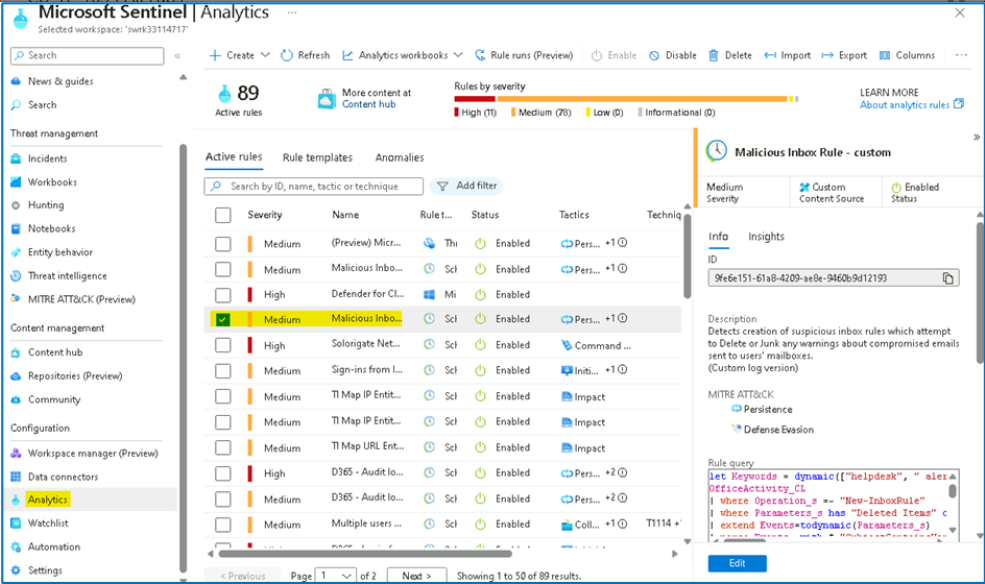 Microsoft Sentinel | Analytics ...
Selected workspace: 'swrk33114717'
Search
News & guides
Search
Threat management
Incidents
Workbooks
Hunting
Notebooks
Entity behavior
Threat intelligence
MITRE ATT&CK (Preview)
Content management
Content hub
Repositories (Preview)
Community
Configuration
Workspace manager (Preview)
Data connectors
Analytics
Watchlist
Automation
Settings
Create Refresh Analytics workbooks Rule runs (Preview) Enable Disable Delete Import Export Columns ...
89
Active rules
More content at
Content hub
Rules by severity
High (11) Medium (78) Low (0) Informational (0)
LEARN MORE
About analytics rules
Active rules Rule templates Anomalies
Search by ID, name, tactic or technique Add filter
Severity Name Rule t... Status Tactics Techniq
Medium (Preview) Micr... Thr Enabled Pers... +1
Medium Malicious Inbo... Sch Enabled Pers... +1
High Defender for Cl... Mi Enabled
Medium Malicious Inbo... Sch Enabled Pers... +1
High Solorigate Net... Sch Enabled Command ...
Medium Sign-ins from I... Sch Enabled Initi... +1
Medium TI Map IP Entit... Sch Enabled Impact
Medium TI Map IP Entit... Sch Enabled Impact
Medium TI Map URL Ent... Sch Enabled Impact
High D365 - Audit lo... Sch Enabled Pers... +2
Medium D365 - Audit lo... Sch Enabled Pers... +2
Medium Multiple users ... Sch Enabled Coll... +1 T1114 +
< Previous Page 1 of 2 Next > Showing 1 to 50 of 89 results.
Malicious Inbox Rule - custom
Medium
Severity
Custom
Content Source
Enabled
Status
Info Insights
ID
9fe6e151-61a8-4209-ae8e-9460b9d12193
Description
Detects creation of suspicious inbox rules which attempt
to Delete or Junk any warnings about compromised emails
sent to users' mailboxes.
(Custom log version)
MITRE ATT&CK
Persistence
Defense Evasion
Rule query
let Keywords = dynamic(["helpdesk", " aler
OfficeActivity_CL
| where Operation_s =~ "New-InboxRule"
| where Parameters_s has "Deleted Items" c
| extend Events=todynamic(Parameters_s)
Edit